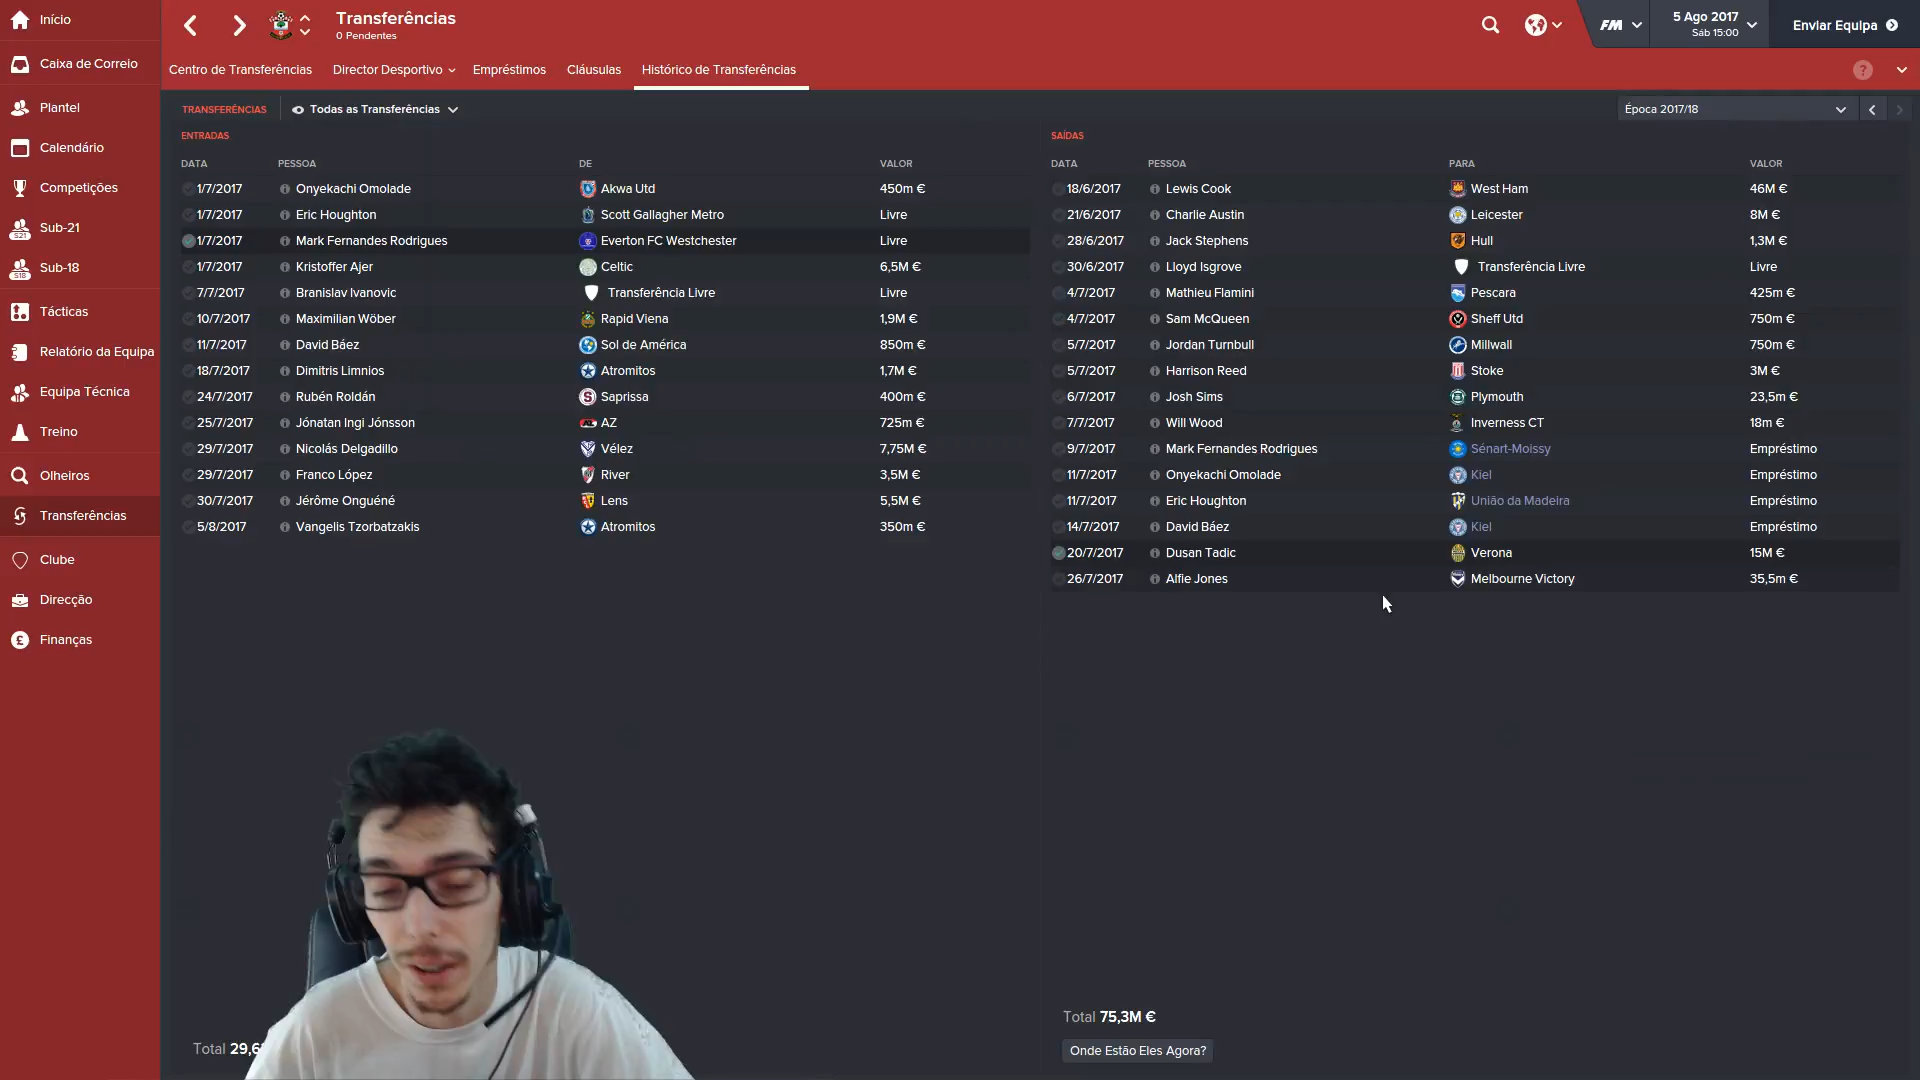 Início
Caixa de Correio
Plantel
Calendário
Competições
Sub-21
Sub-18
Tácticas
Relatório da Equipa
Equipa Técnica
Treino
Olheiros
Transferências
Clube
Direcção
Finanças
Transferências
0 Pendentes
FM
5 Ago 2017
Sáb 15:00
Enviar Equipa
Centro de Transferências Director Desportivo Empréstimos Cláusulas Histórico de Transferências
TRANSFERÊNCIAS Todas as Transferências
Época 2017/18
ENTRADAS
DATA PESSOA DE VALOR
1/7/2017 Onyekachi Omolade Akwa Utd 450m €
1/7/2017 Eric Houghton Scott Gallagher Metro Livre
1/7/2017 Mark Fernandes Rodrigues Everton FC Westchester Livre
1/7/2017 Kristoffer Ajer Celtic 6,5M €
7/7/2017 Branislav Ivanovic Transferência Livre Livre
10/7/2017 Maximilian Wöber Rapid Viena 1,9M €
11/7/2017 David Báez Sol de América 850m €
18/7/2017 Dimitris Limnios Atromitos 1,7M €
24/7/2017 Rubén Roldán Saprissa 400m €
25/7/2017 Jónatan Ingi Jónsson AZ 725m €
29/7/2017 Nicolás Delgadillo Vélez 7,75M €
29/7/2017 Franco López River 3,5M €
30/7/2017 Jérôme Onguéné Lens 5,5M €
5/8/2017 Vangelis Tzorbatzakis Atromitos 350m €
Total 29,6
SAÍDAS
DATA PESSOA PARA VALOR
18/6/2017 Lewis Cook West Ham 46M €
21/6/2017 Charlie Austin Leicester 8M €
28/6/2017 Jack Stephens Hull 1,3M €
30/6/2017 Lloyd Isgrove Transferência Livre Livre
4/7/2017 Mathieu Flamini Pescara 425m €
4/7/2017 Sam McQueen Sheff Utd 750m €
5/7/2017 Jordan Turnbull Millwall 750m €
5/7/2017 Harrison Reed Stoke 3M €
6/7/2017 Josh Sims Plymouth 23,5m €
7/7/2017 Will Wood Inverness CT 18m €
9/7/2017 Mark Fernandes Rodrigues Sénart-Moissy Empréstimo
11/7/2017 Onyekachi Omolade Kiel Empréstimo
11/7/2017 Eric Houghton União da Madeira Empréstimo
14/7/2017 David Báez Kiel Empréstimo
20/7/2017 Dusan Tadic Verona 15M €
26/7/2017 Alfie Jones Melbourne Victory 35,5m €
Total 75,3M €
Onde Estão Eles Agora?